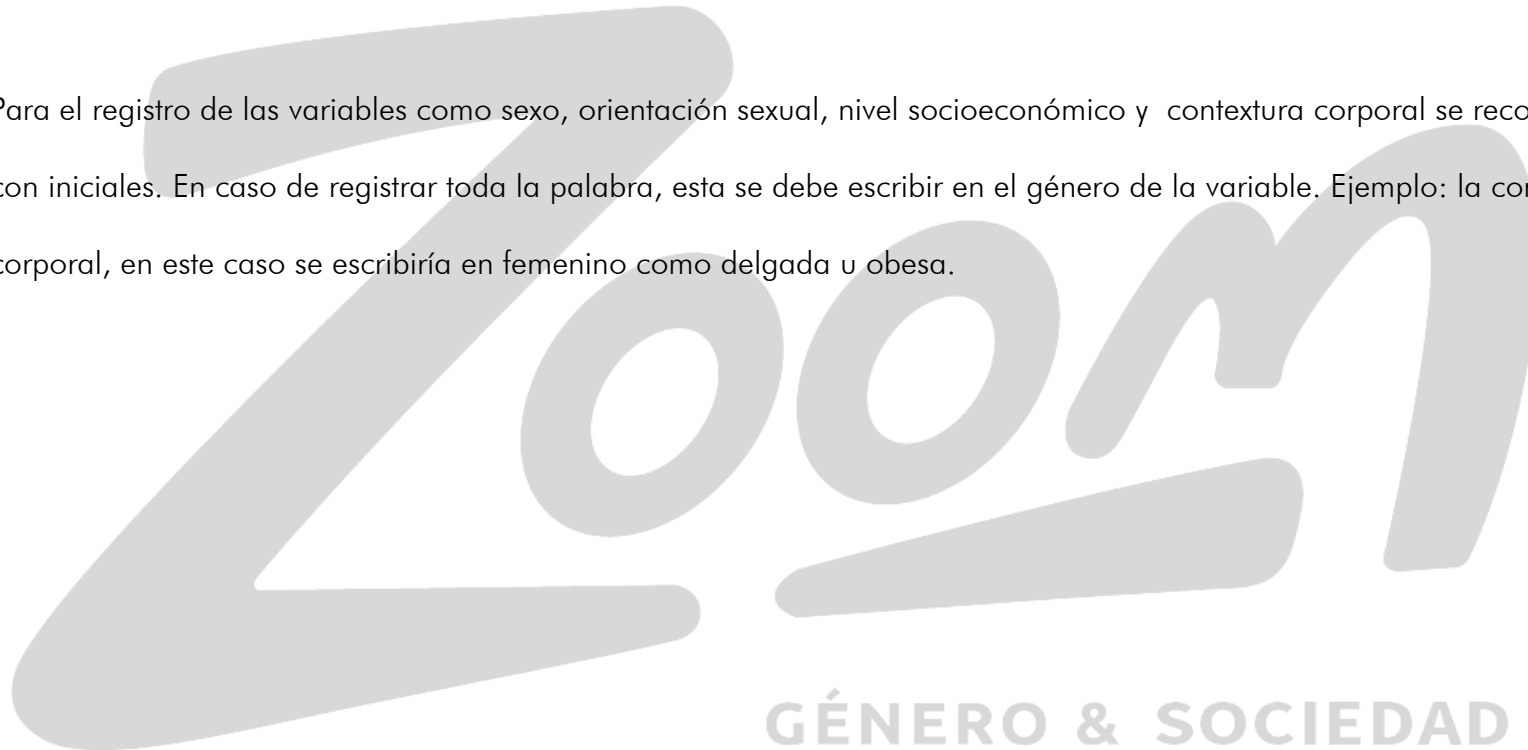 Para el registro de las variables como sexo, orientación sexual, nivel socioeconómico y  contextura corporal se
con iniciales. En caso de registrar toda la palabra, esta se debe escribir en el género de la variable. Ejemplo: la
corporal, en este caso se escribiría en femenino como delgada u obesa.
Zoom
GÉNERO & SOCIEDAD